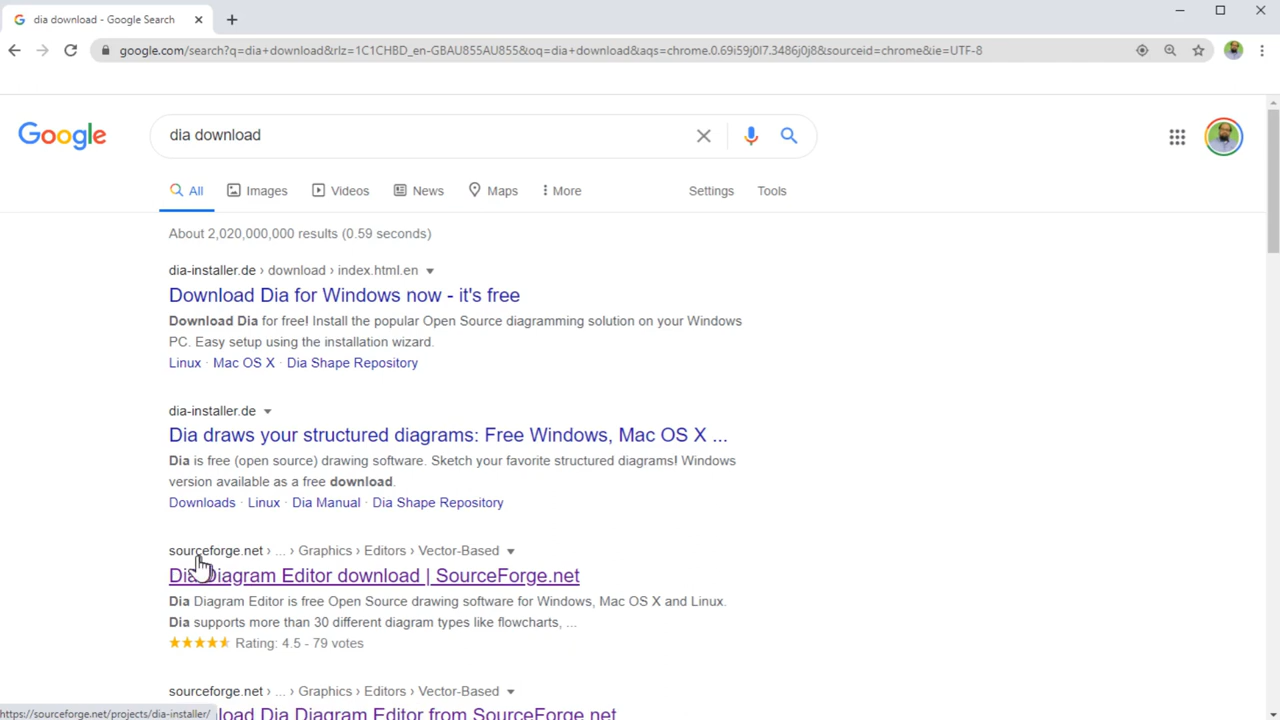 dia download - Google Search
google.com/search?q=dia+download&rlz=1C1CHBD_en-GBAU855AU855&oq=dia+download&aqs=chrome.0.69i59j0l7.3486j0j8&sourceid=chrome&ie=UTF-8
Google
dia download
All Images Videos News Maps More Settings Tools
About 2,020,000,000 results (0.59 seconds)
dia-installer.de › download › index.html.en
Download Dia for Windows now - it's free
Download Dia for free! Install the popular Open Source diagramming solution on your Windows
PC. Easy setup using the installation wizard.
Linux · Mac OS X · Dia Shape Repository
dia-installer.de
Dia draws your structured diagrams: Free Windows, Mac OS X ...
Dia is free (open source) drawing software. Sketch your favorite structured diagrams! Windows
version available as a free download.
Downloads · Linux · Dia Manual · Dia Shape Repository
sourceforge.net › ... › Graphics › Editors › Vector-Based
Dia Diagram Editor download | SourceForge.net
Dia Diagram Editor is free Open Source drawing software for Windows, Mac OS X and Linux.
Dia supports more than 30 different diagram types like flowcharts, ...
Rating: 4.5 - 79 votes
sourceforge.net › ... › Graphics › Editors › Vector-Based
Dia Diagram Editor from SourceForge.net
https://sourceforge.net/projects/dia-installer/